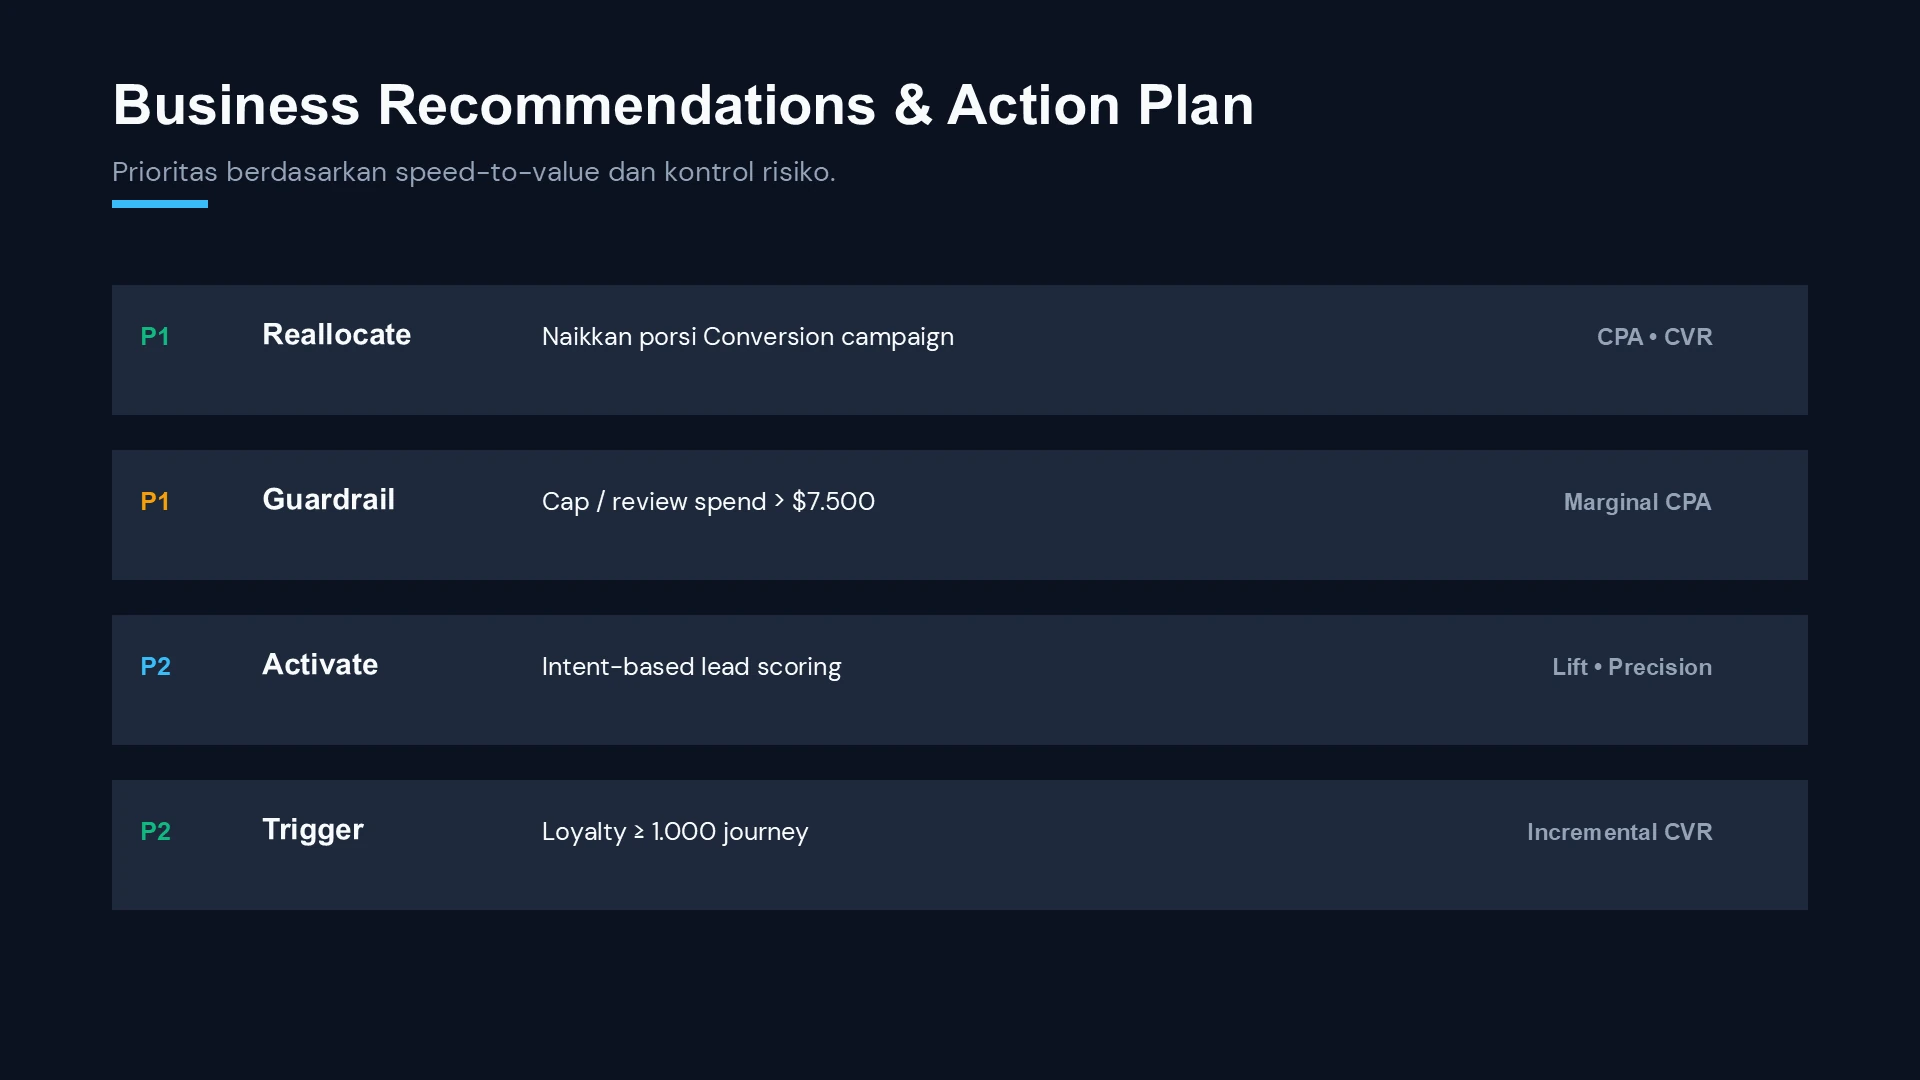 Business Recommendations & Action Plan
Prioritas berdasarkan speed-to-value dan kontrol risiko.
P1 Reallocate Naikkan porsi Conversion campaign CPA • CVR
P1 Guardrail Cap / review spend > $7.500 Marginal CPA
P2 Activate Intent-based lead scoring Lift • Precision
P2 Trigger Loyalty ≥ 1.000 journey Incremental CVR